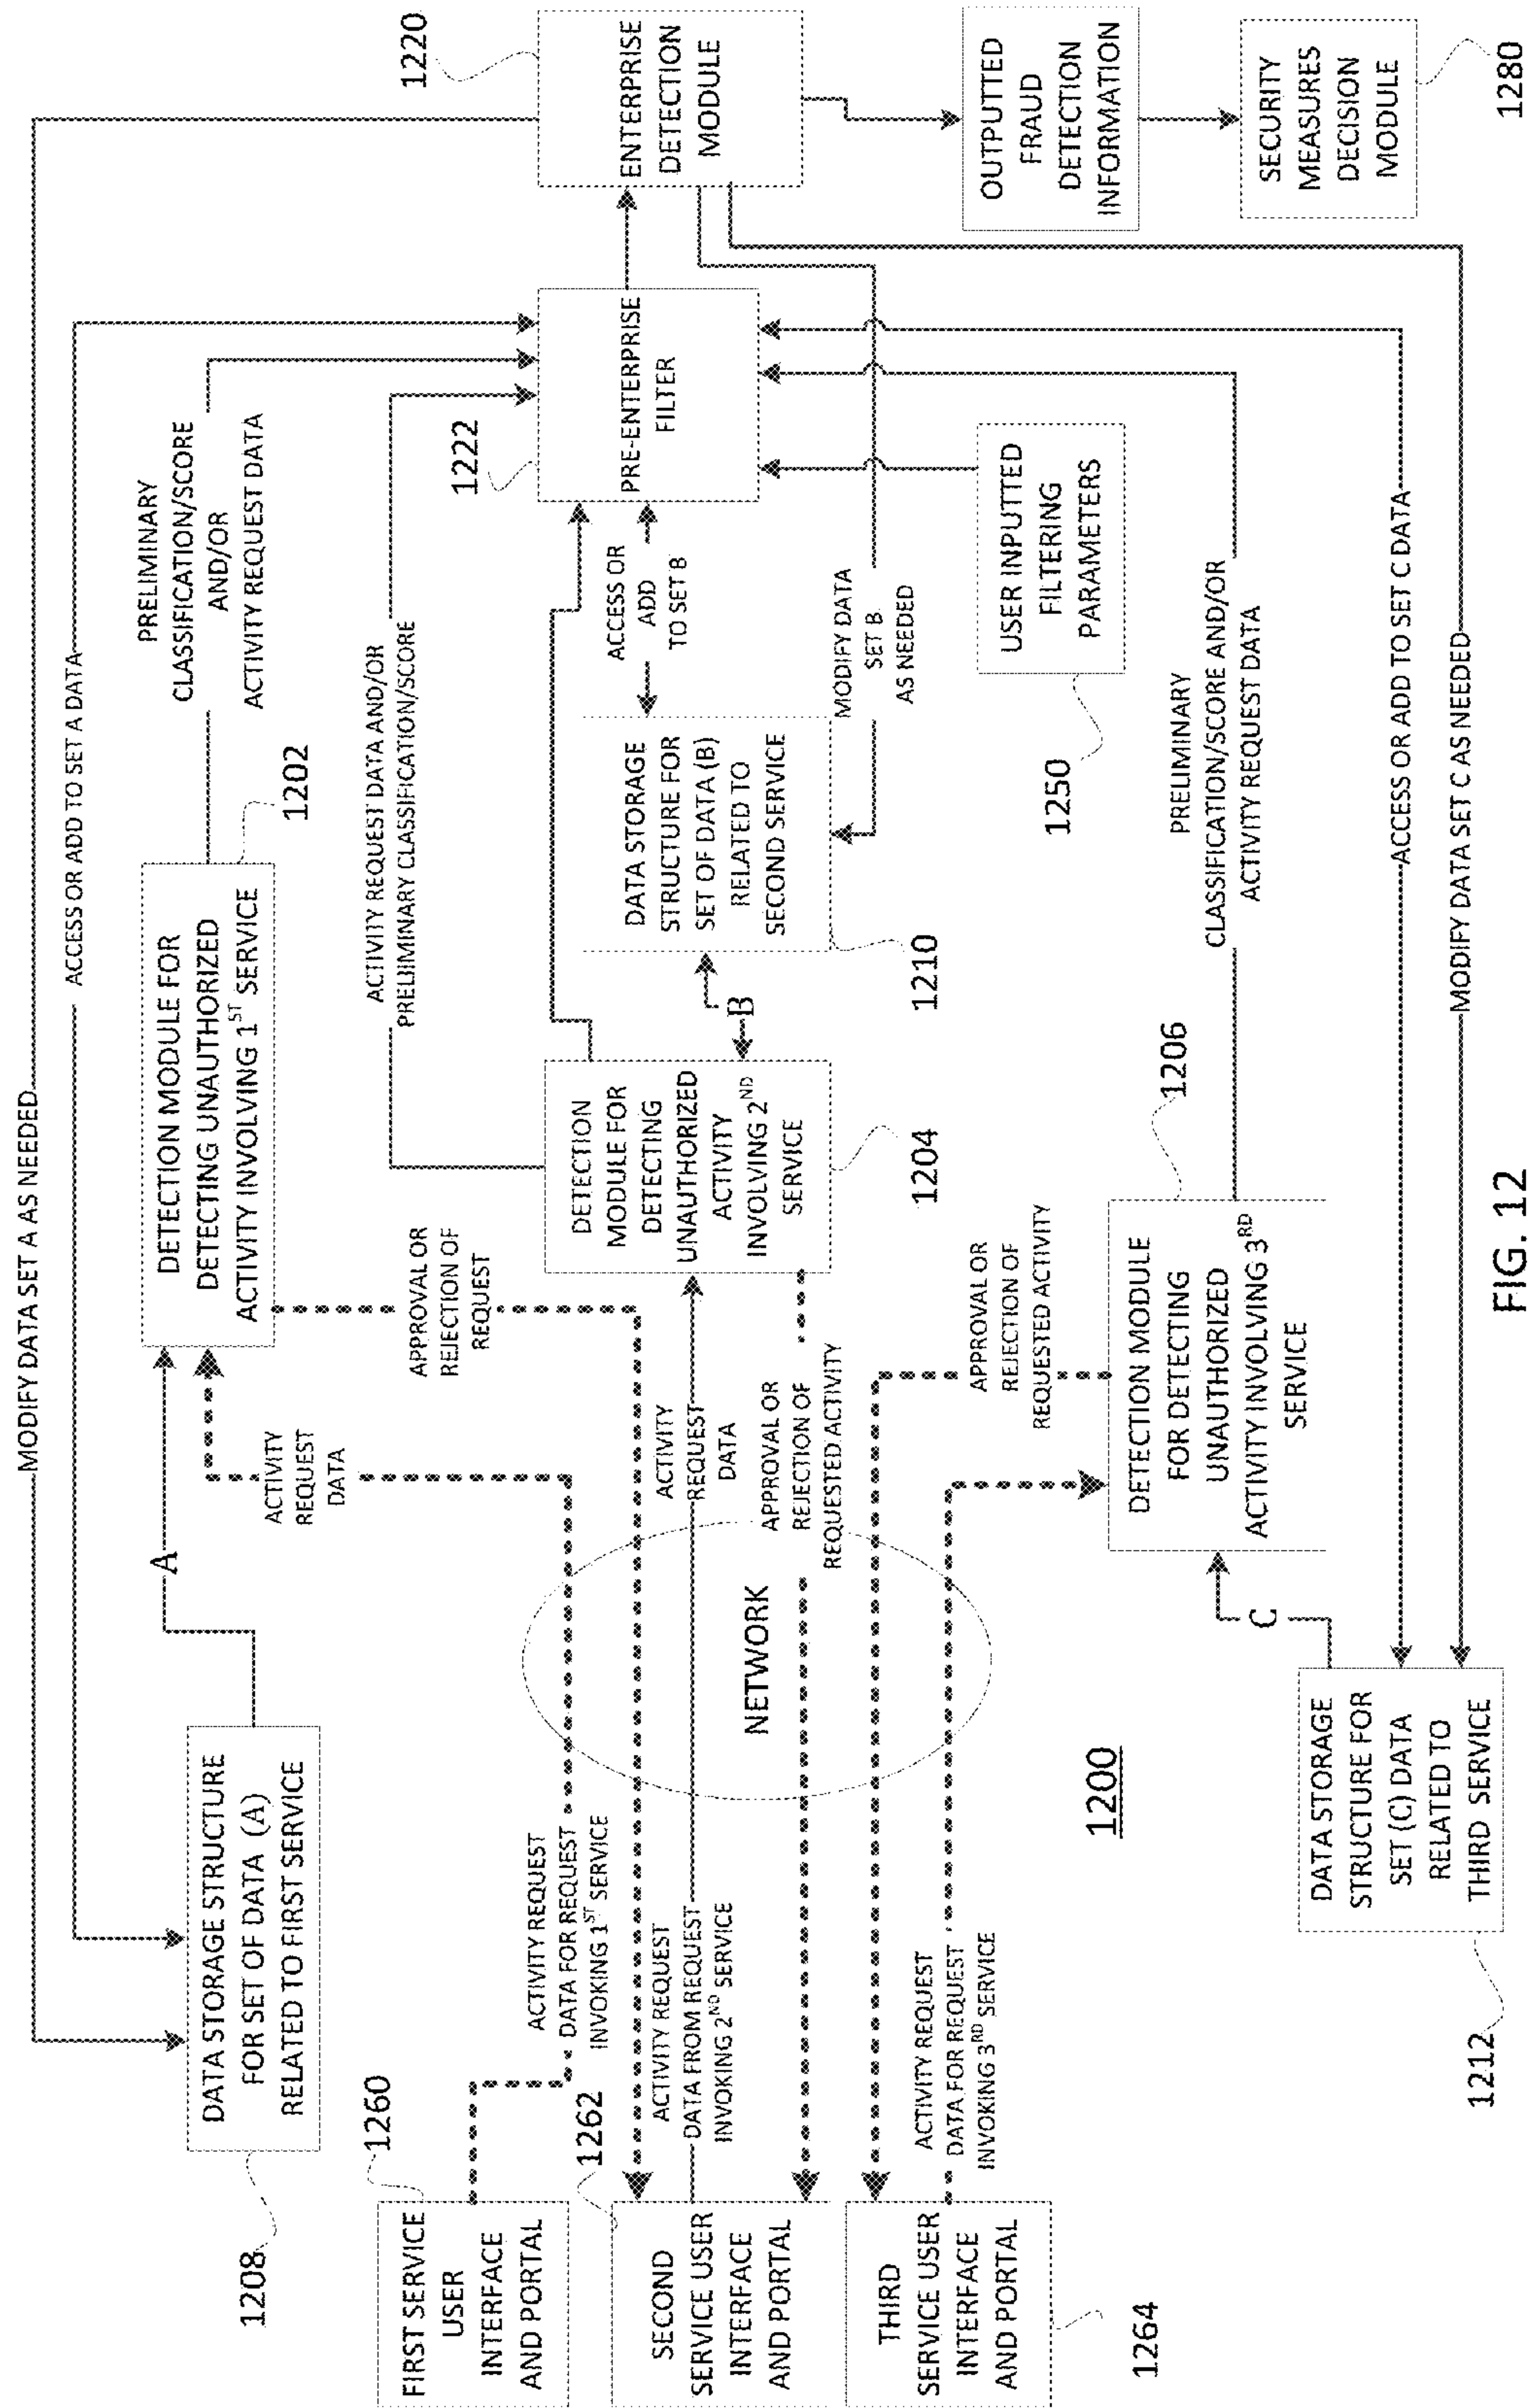 MODIFY DATA SET A AS NEEDED
ACCESS OR ADD TO SET A DATA
1208
DATA STORAGE STRUCTURE
FOR SET OF DATA (A)
RELATED TO FIRST SERVICE
A
DETECTION MODULE FOR
DETECTING UNAUTHORIZED
ACTIVITY INVOLVING 1ST SERVICE
1202
PRELIMINARY
CLASSIFICATION/SCORE
AND/OR
ACTIVITY REQUEST DATA
1220
ENTERPRISE
DETECTION
MODULE
ACTIVITY
REQUEST
DATA
APPROVAL OR
REJECTION OF
REQUEST
ACTIVITY REQUEST DATA AND/OR
PRELIMINARY CLASSIFICATION/SCORE
1222
PRE-ENTERPRISE
FILTER
1260
FIRST SERVICE
USER
INTERFACE
AND PORTAL
ACTIVITY REQUEST
DATA FOR REQUEST
INVOKING 1ST SERVICE
1262
SECOND
SERVICE USER
INTERFACE
AND PORTAL
ACTIVITY REQUEST
DATA FROM REQUEST
INVOKING 2ND SERVICE
NETWORK
ACTIVITY
REQUEST
DATA
APPROVAL OR
REJECTION OF
REQUESTED ACTIVITY
DETECTION
MODULE FOR
DETECTING
UNAUTHORIZED
ACTIVITY
INVOLVING 2ND
SERVICE
1204
B
DATA STORAGE
STRUCTURE FOR
SET OF DATA (B)
RELATED TO
SECOND SERVICE
1210
ACCESS OR
ADD
TO SET B
MODIFY DATA
SET B
AS NEEDED
OUTPUTTED
FRAUD
DETECTION
INFORMATION
USER INPUTTED
FILTERING
PARAMETERS
1250
THIRD
SERVICE USER
INTERFACE
AND PORTAL
1264
ACTIVITY REQUEST
DATA FOR REQUEST
INVOKING 3RD SERVICE
APPROVAL OR
REJECTION OF
REQUESTED ACTIVITY
1200
DETECTION MODULE
FOR DETECTING
UNAUTHORIZED
ACTIVITY INVOLVING 3RD
SERVICE
1206
PRELIMINARY
CLASSIFICATION/SCORE AND/OR
ACTIVITY REQUEST DATA
SECURITY
MEASURES
DECISION
MODULE
1280
C
DATA STORAGE
STRUCTURE FOR
SET (C) DATA
RELATED TO
THIRD SERVICE
1212
ACCESS OR ADD TO SET C DATA
MODIFY DATA SET C AS NEEDED
FIG. 12